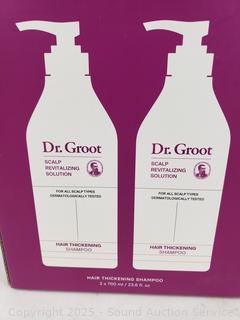 Dr. Groot
SCALP
REVITALIZING
SOLUTION
FOR ALL SCALP TYPES
DERMATOLOGICALLY TESTED
HAIR THICKENING
SHAMPOO
Dr. Groot
SCALP
REVITALIZING
SOLUTION
FOR ALL SCALP TYPES
DERMATOLOGICALLY TESTED
HAIR THICKENING
SHAMPOO
HAIR THICKENING SHAMPOO
2 x 700 ml / 23.6 fl. oz
Copyright 2025 - Sound Auction Service